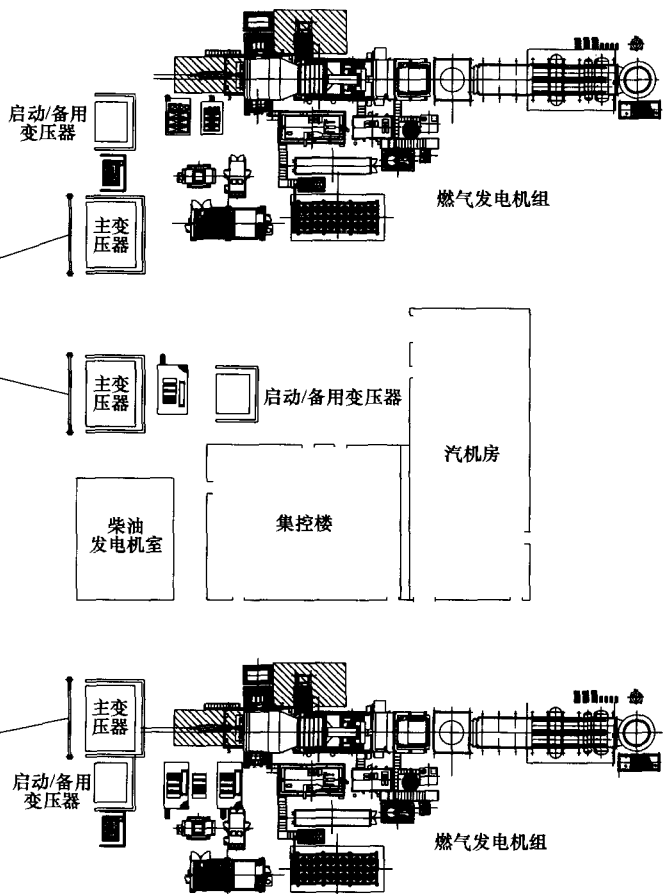 启动/备用
变压器
燃气发电机组
主变
压器
主变
压器
启动/备用变压器
汽机房
柴油
发电机室
集控楼
主变
压器
启动/备用
变压器
燃气发电机组